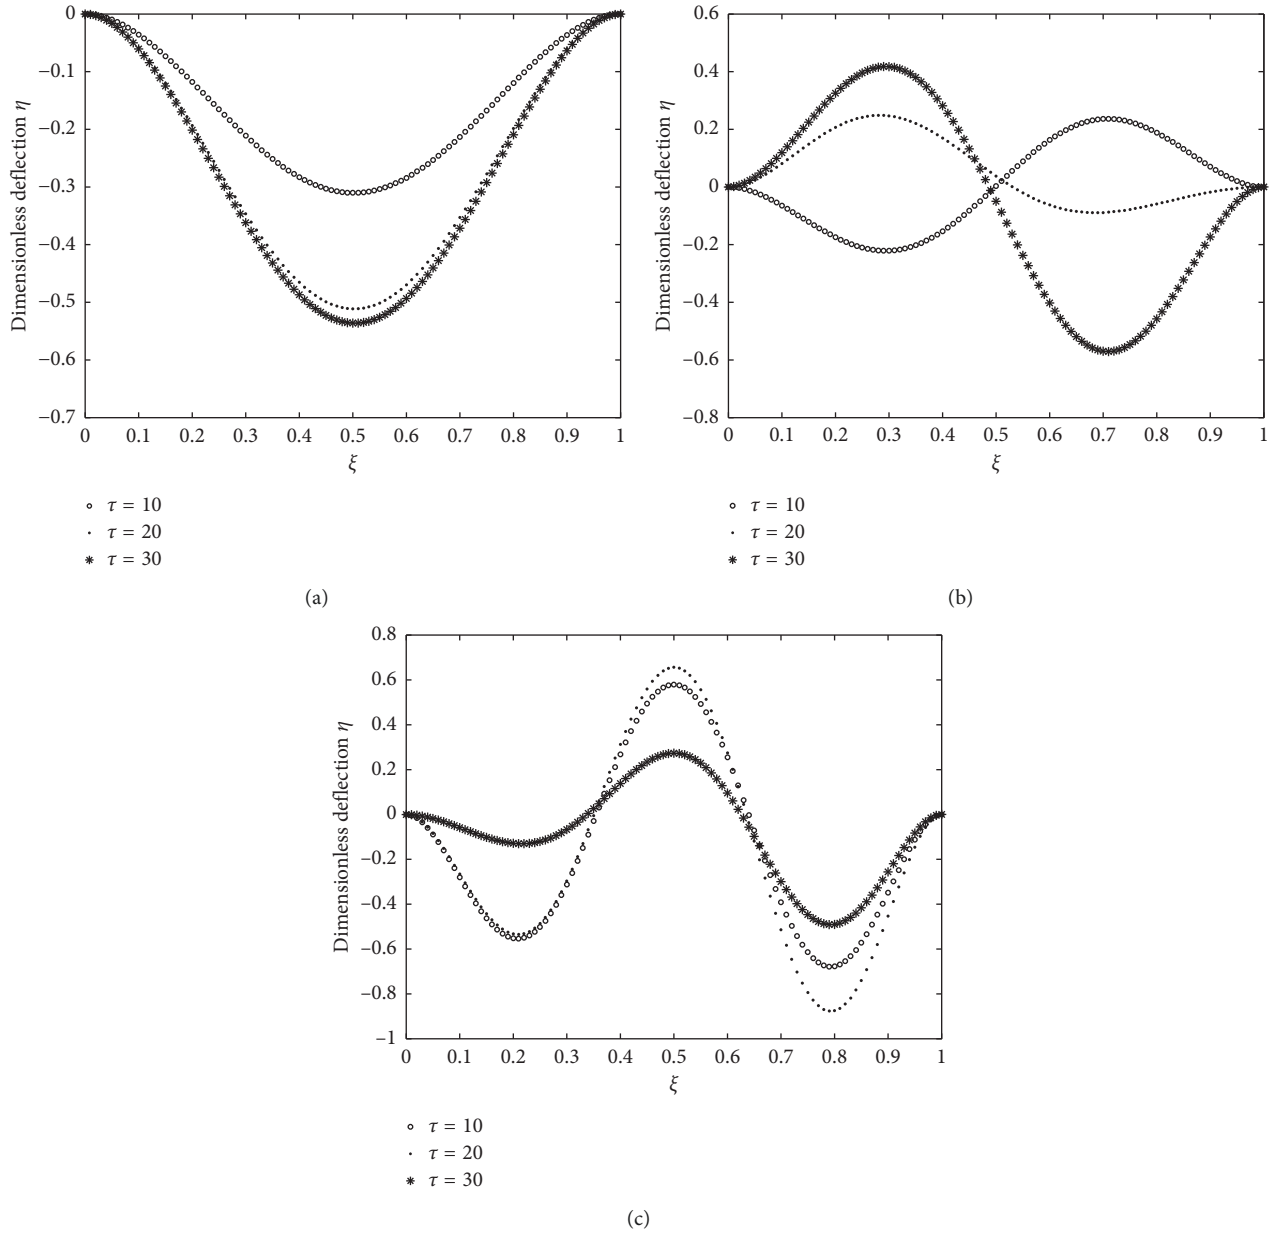 0
−0.1
−0.2
−0.3
−0.4
−0.5
−0.6
−0.7
Dimensionless deflection η
0 0.1 0.2 0.3 0.4 0.5 0.6 0.7 0.8 0.9 1
ξ
τ = 10
τ = 20
τ = 30
(a)
0.6
0.4
0.2
0
−0.2
−0.4
−0.6
−0.8
Dimensionless deflection η
0 0.1 0.2 0.3 0.4 0.5 0.6 0.7 0.8 0.9 1
ξ
τ = 10
τ = 20
τ = 30
(b)
0.8
0.6
0.4
0.2
0
−0.2
−0.4
−0.6
−0.8
−1
Dimensionless deflection η
0 0.1 0.2 0.3 0.4 0.5 0.6 0.7 0.8 0.9 1
ξ
τ = 10
τ = 20
τ = 30
(c)